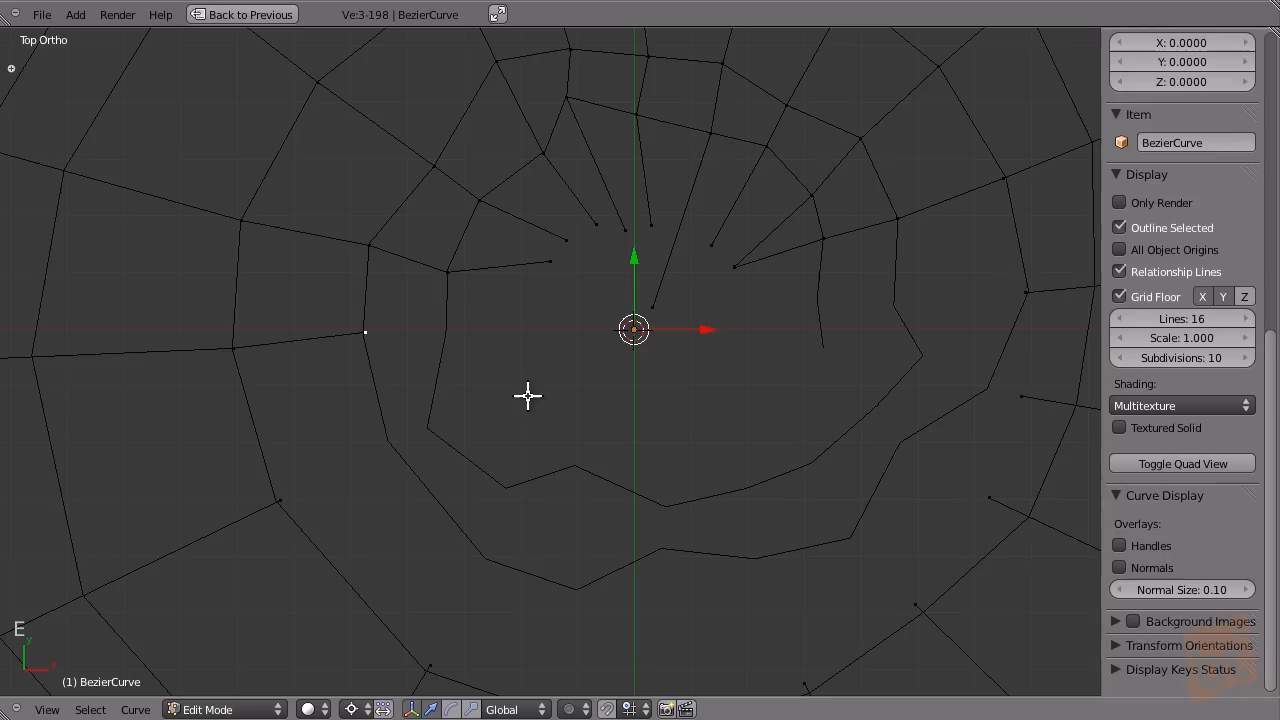 File Add Render Help Back to Previous Ve:3-198 | BezierCurve
Top Ortho
X: 0.0000
Y: 0.0000
Z: 0.0000
Item
BezierCurve
Display
Only Render
Outline Selected
All Object Origins
Relationship Lines
Grid Floor X Y Z
Lines: 16
Scale: 1.000
Subdivisions: 10
Shading:
Multitexture
Textured Solid
Toggle Quad View
Curve Display
Overlays:
Handles
Normals
Normal Size: 0.10
Background Images
Transform Orientations
Display Keys Status
E
y
x
(1) BezierCurve
View Select Curve Edit Mode Global